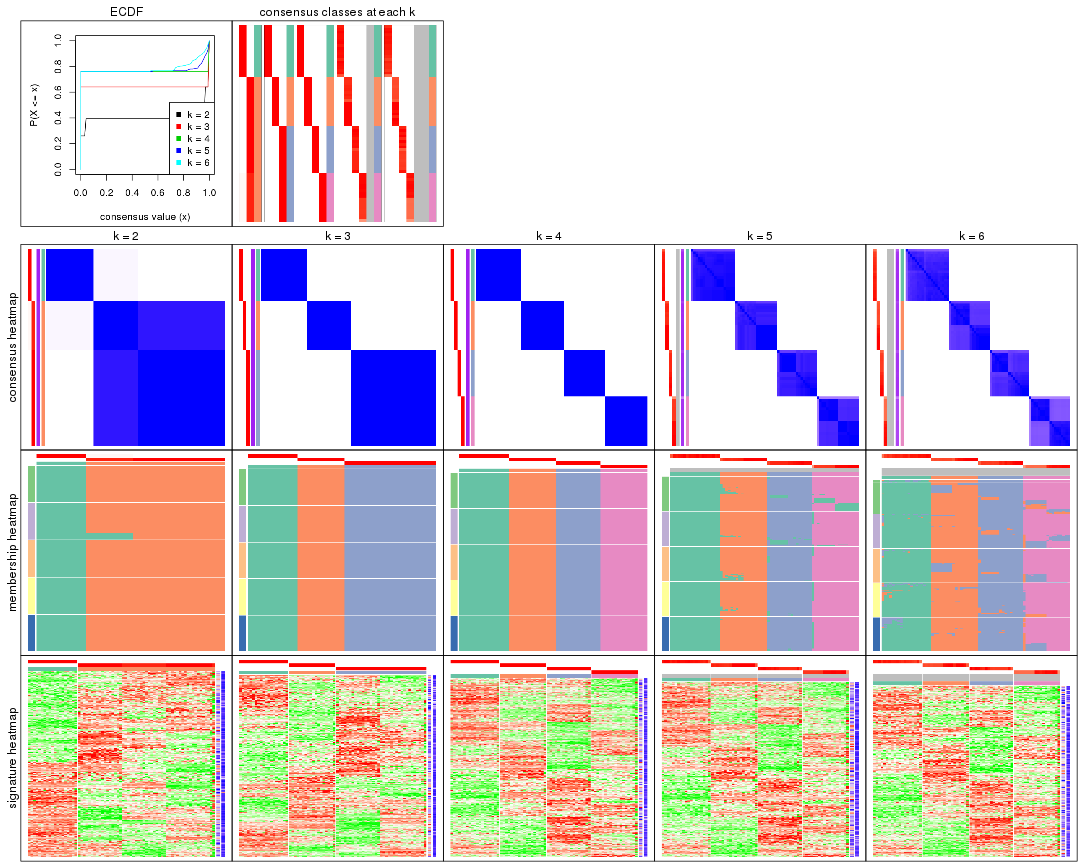 ECDF
consensus classes at each k
P(X <= x)
0.0 0.2 0.4 0.6 0.8 1.0
k = 2
k = 3
k = 4
k = 5
k = 6
0.0 0.2 0.4 0.6 0.8 1.0
consensus value (x)
k = 2
k = 3
k = 4
k = 5
k = 6
consensus heatmap
membership heatmap
signature heatmap